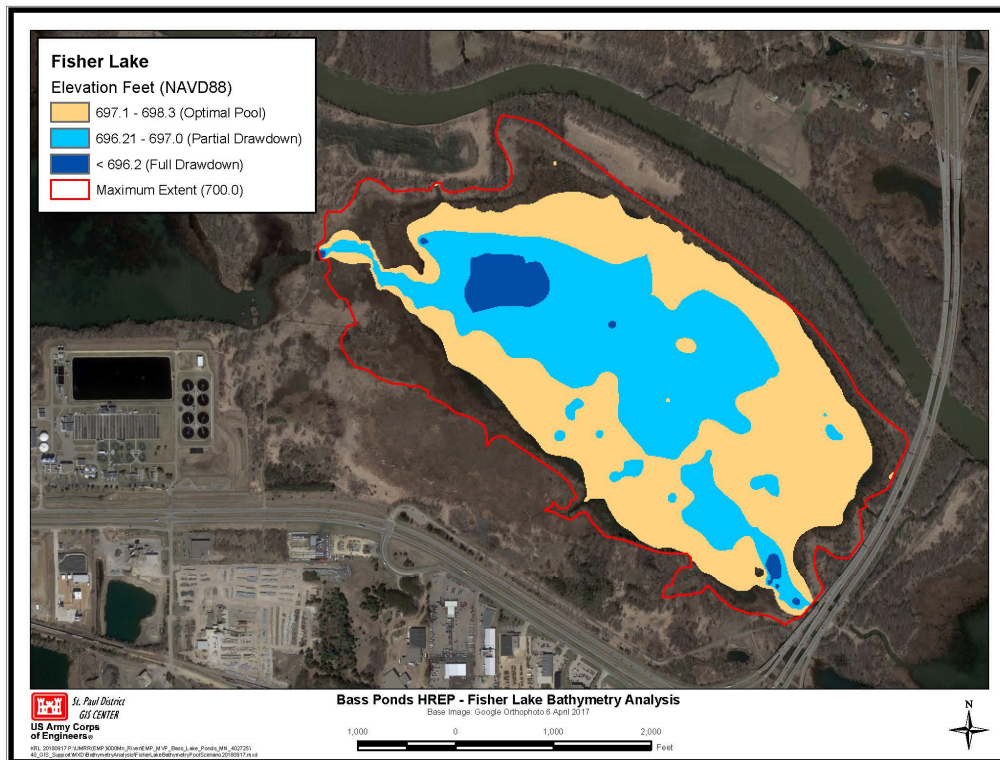 Fisher Lake
Elevation Feet (NAVD88)
697.1 - 698.3 (Optimal Pool)
696.21 - 697.0 (Partial Drawdown)
< 696.2 (Full Drawdown)
Maximum Extent (700.0)
St. Paul District
GIS CENTER
US Army Corps
of Engineers®
Bass Ponds HREP - Fisher Lake Bathymetry Analysis
Base Image: Google Orthophoto 6 April 2017
1,000 0 1,000 2,000
Feet
N
KRL 20180917